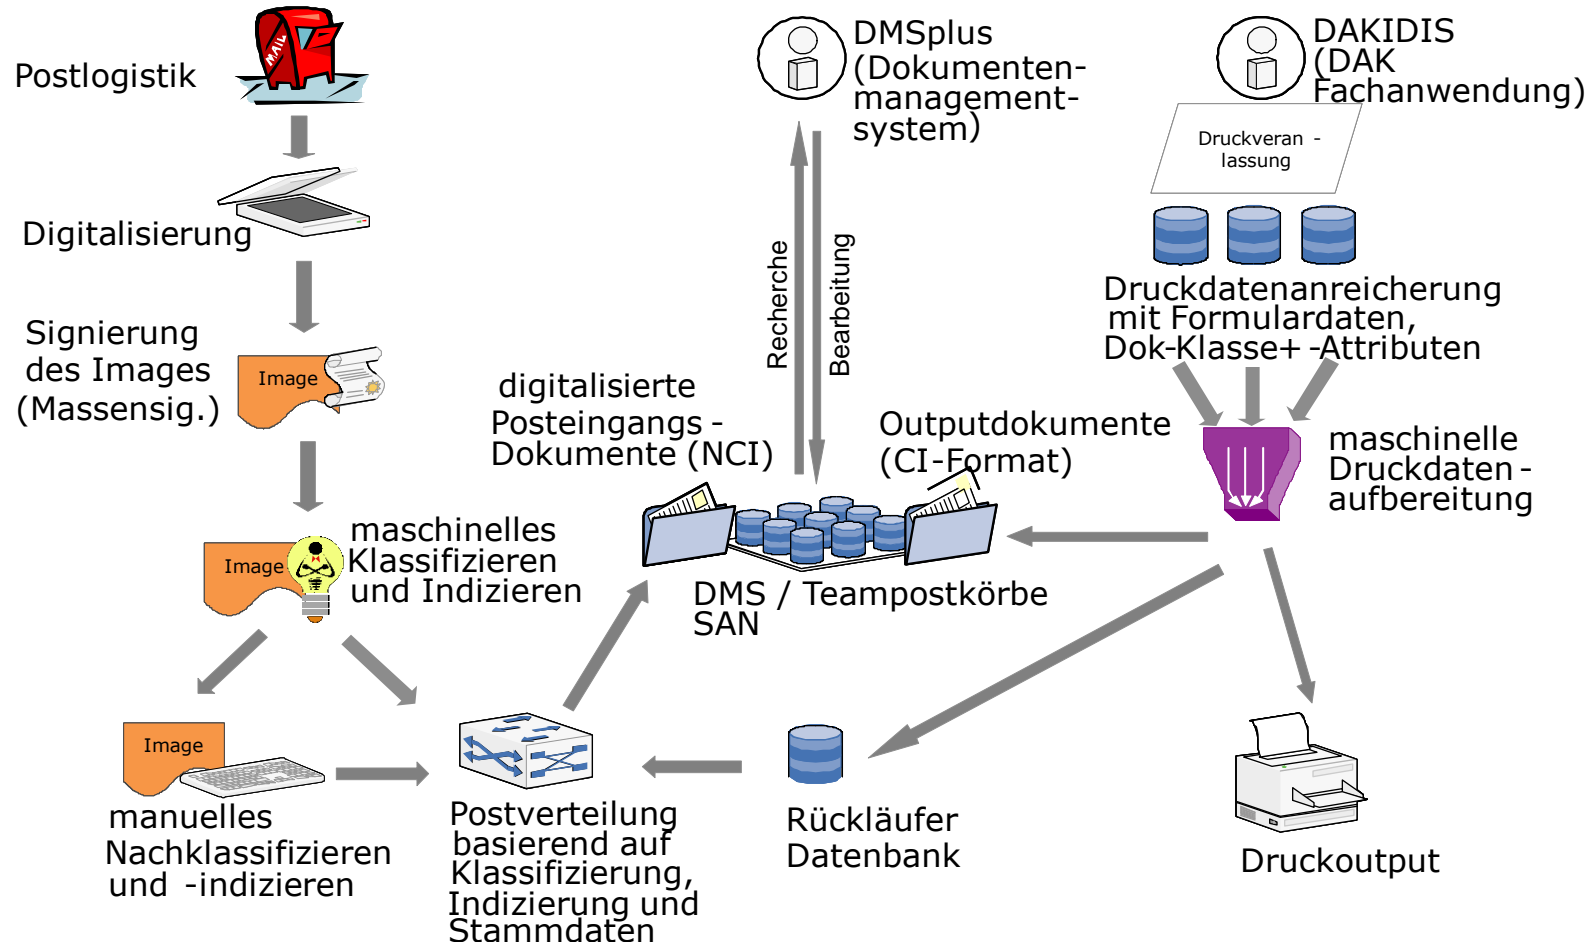 Postlogistik
MAIL
Digitalisierung
Signierung
des Images
(Massensig.)
Image
maschinelles
Klassifizieren
und Indizieren
Image
Image
manuelles
Nachklassifizieren
und -indizieren
Postverteilung
basierend auf
Klassifizierung,
Indizierung und
Stammdaten
digitalisierte
Posteingangs -
Dokumente (NCI)
DMSplus
(Dokumenten-
management-
system)
Recherche
Bearbeitung
Outputdokumente
(CI-Format)
DMS / Teampostkörbe
SAN
Rückläufer
Datenbank
DAKIDIS
(DAK
Fachanwendung)
Druckveran -
lassung
Druckdatenanreicherung
mit Formulardaten,
Dok-Klasse+ -Attributen
maschinelle
Druckdaten -
aufbereitung
Druckoutput